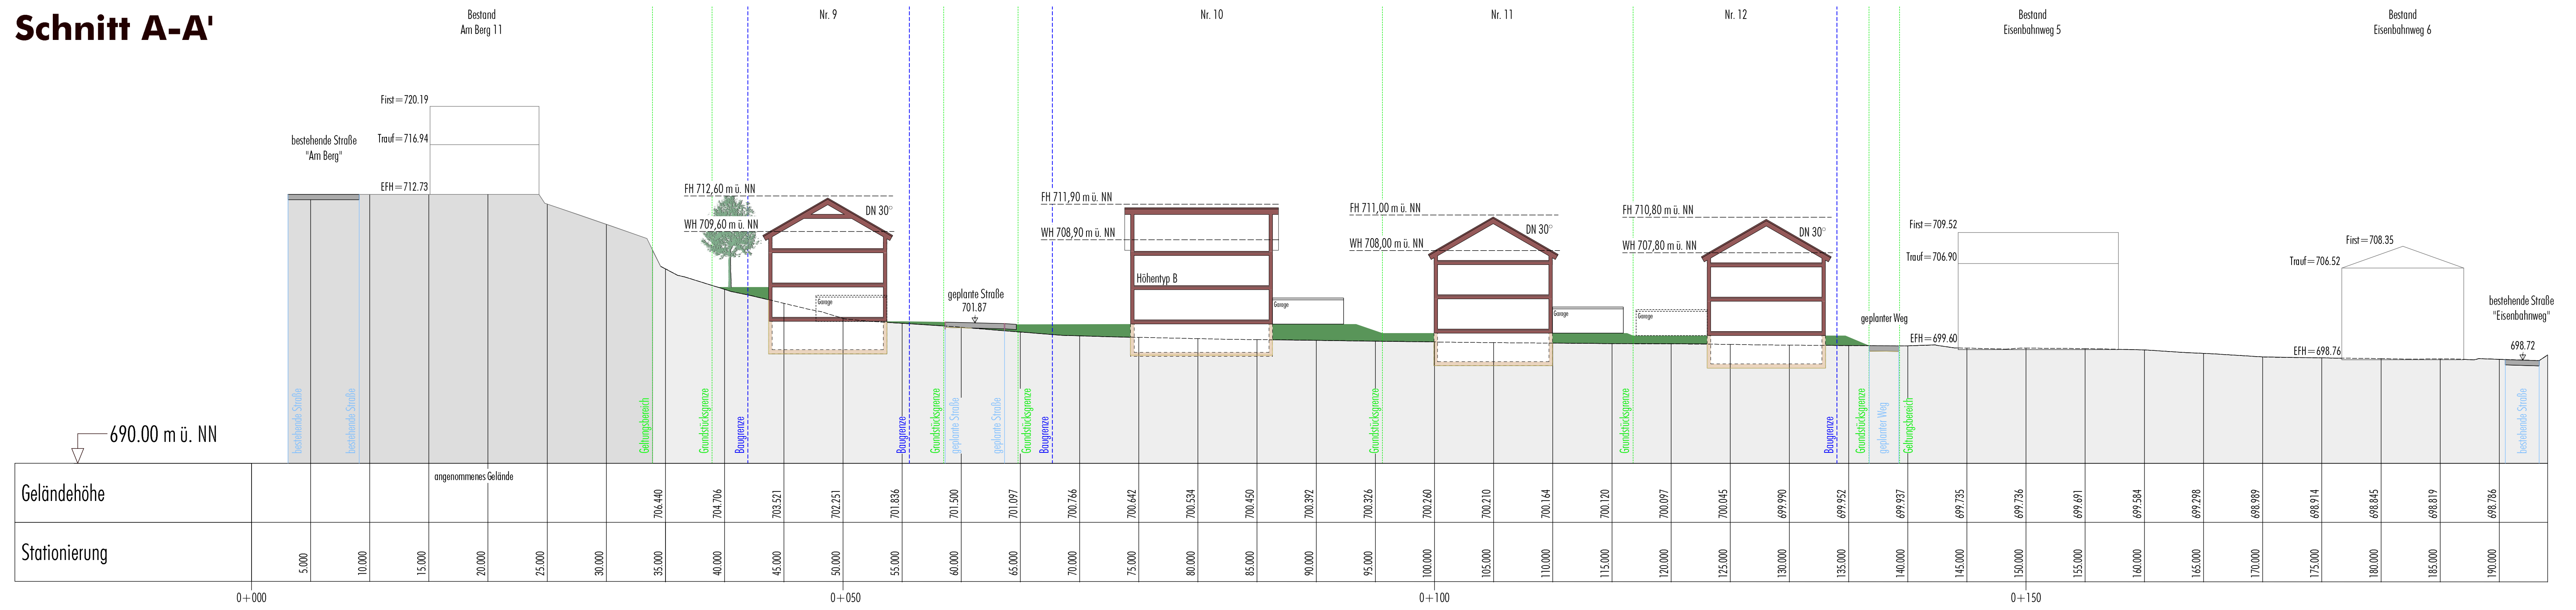 Schnitt A-A'
Bestand
Am Berg 11
Nr. 9
Nr. 10
Nr. 11
Nr. 12
Bestand
Eisenbahnweg 5
Bestand
Eisenbahnweg 6
bestehende Straße
"Am Berg"
First=720.19
Trauf=716.94
EFH=712.73
FH 712,60 m ü. NN
WH 709,60 m ü. NN
DN 30°
Garage
geplante Straße
701.87
FH 711,90 m ü. NN
WH 708,90 m ü. NN
Höhentyp B
Garage
FH 711,00 m ü. NN
WH 708,00 m ü. NN
DN 30°
Garage
FH 710,80 m ü. NN
WH 707,80 m ü. NN
DN 30°
Garage
geplanter Weg
First=709.52
Trauf=706.90
EFH=699.60
First=708.35
Trauf=706.52
EFH=698.76
bestehende Straße
"Eisenbahnweg"
698.72
bestehende Straße
bestehende Straße
Geltungsbereich
Grundstücksgrenze
Baugrenze
Baugrenze
Grundstücksgrenze
geplante Straße
geplante Straße
Grundstücksgrenze
Baugrenze
Grundstücksgrenze
Grundstücksgrenze
Baugrenze
Grundstücksgrenze
geplanter Weg
Geltungsbereich
bestehende Straße
690.00 m ü. NN
angenommenes Gelände
Geländehöhe
706.440
704.706
703.521
702.251
701.836
701.500
701.097
700.766
700.642
700.534
700.450
700.392
700.326
700.260
700.210
700.164
700.120
700.097
700.045
699.990
699.952
699.937
699.735
699.736
699.691
699.584
699.298
698.989
698.914
698.845
698.819
698.786
Stationierung
5.000
10.000
15.000
20.000
25.000
30.000
35.000
40.000
45.000
50.000
55.000
60.000
65.000
70.000
75.000
80.000
85.000
90.000
95.000
100.000
105.000
110.000
115.000
120.000
125.000
130.000
135.000
140.000
145.000
150.000
155.000
160.000
165.000
170.000
175.000
180.000
185.000
190.000
0+000
0+050
0+100
0+150